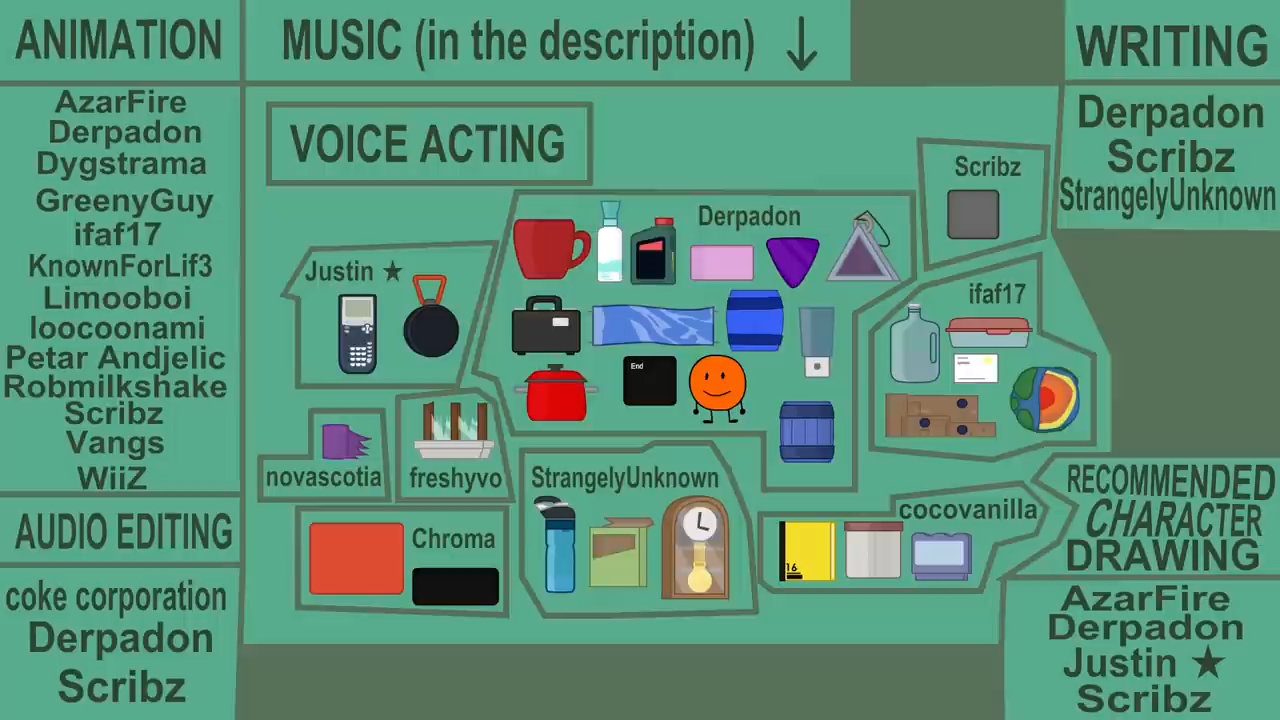 ANIMATION
AzarFire
Derpadon
Dygstrama
GreenyGuy
ifaf17
KnownForLif3
Limooboi
loocoonami
Petar Andjelic
Robmilkshake
Scribz
Vangs
WiiZ
AUDIO EDITING
coke corporation
Derpadon
Scribz
MUSIC (in the description) ↓
VOICE ACTING
Justin ★
Derpadon
End
Scribz
ifaf17
novascotia
freshyvo
StrangelyUnknown
Chroma
cocovanilla
16
WRITING
Derpadon
Scribz
StrangelyUnknown
RECOMMENDED
CHARACTER
DRAWING
AzarFire
Derpadon
Justin ★
Scribz